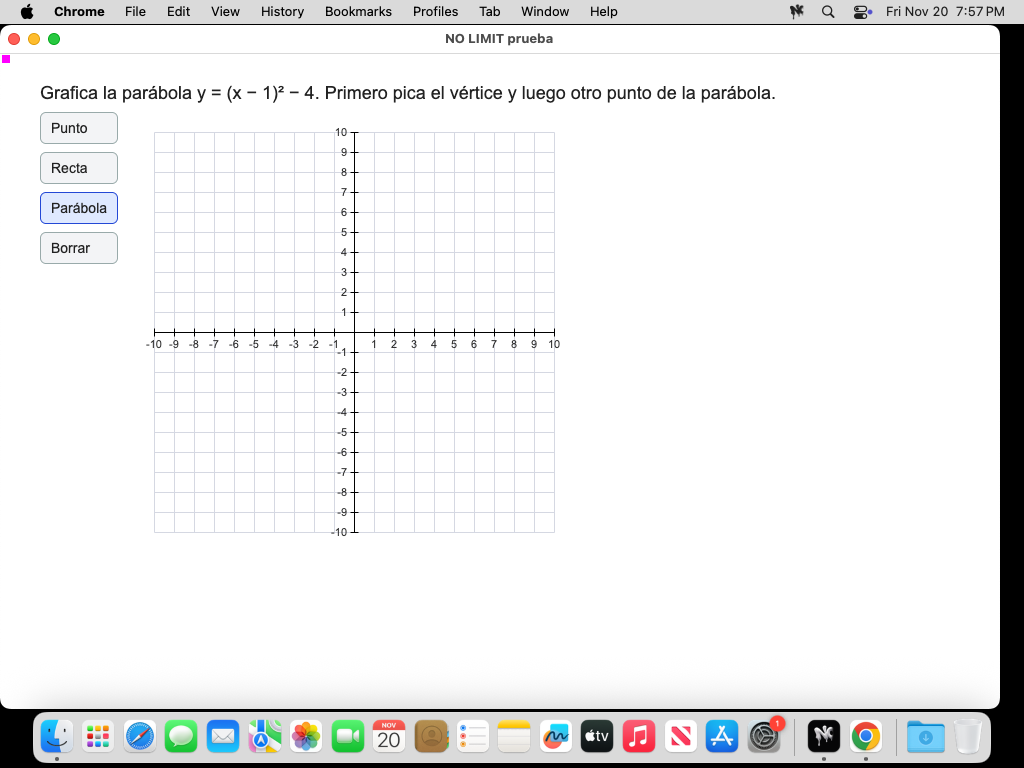 Chrome File Edit View History Bookmarks Profiles Tab Window Help Fri Nov 20 7:57 PM
NO LIMIT prueba
Grafica la parábola y = (x − 1)² − 4. Primero pica el vértice y luego otro punto de la parábola.
Punto
Recta
Parábola
Borrar
10
9
8
7
6
5
4
3
2
1
-10 -9 -8 -7 -6 -5 -4 -3 -2 -1 1 2 3 4 5 6 7 8 9 10
-1
-2
-3
-4
-5
-6
-7
-8
-9
-10
NOV
20
tv
1